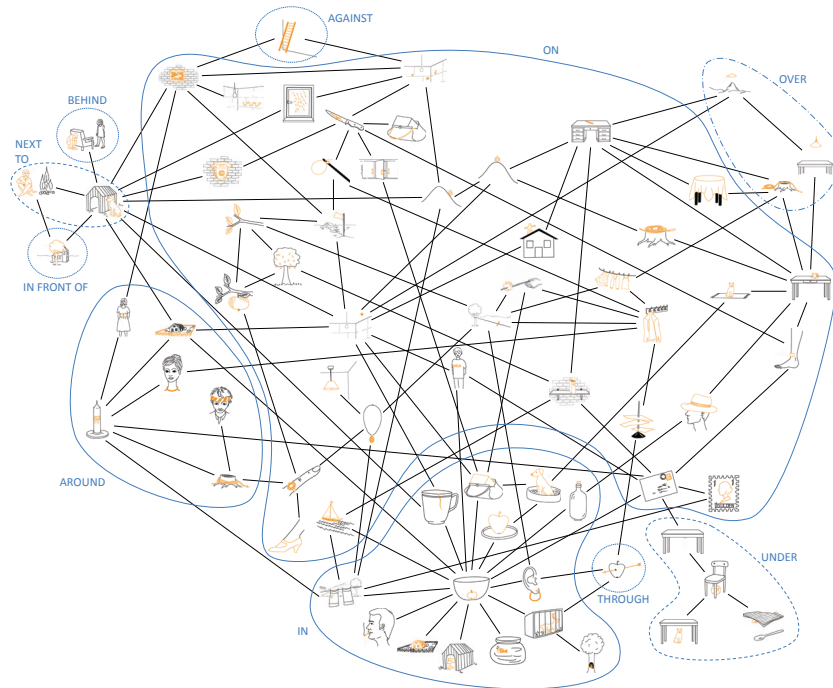 AGAINST
ON
OVER
BEHIND
NEXT
TO
IN FRONT OF
AROUND
UNDER
THROUGH
IN